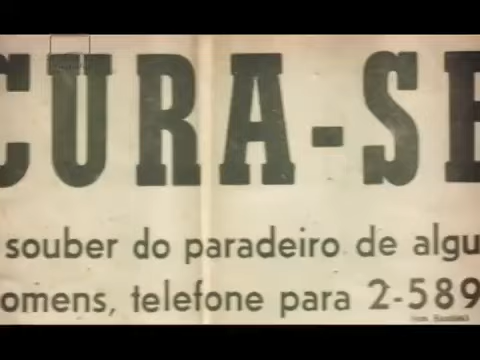 CURA-SE
souber do paradeiro de algu
omens, telefone para 2-589